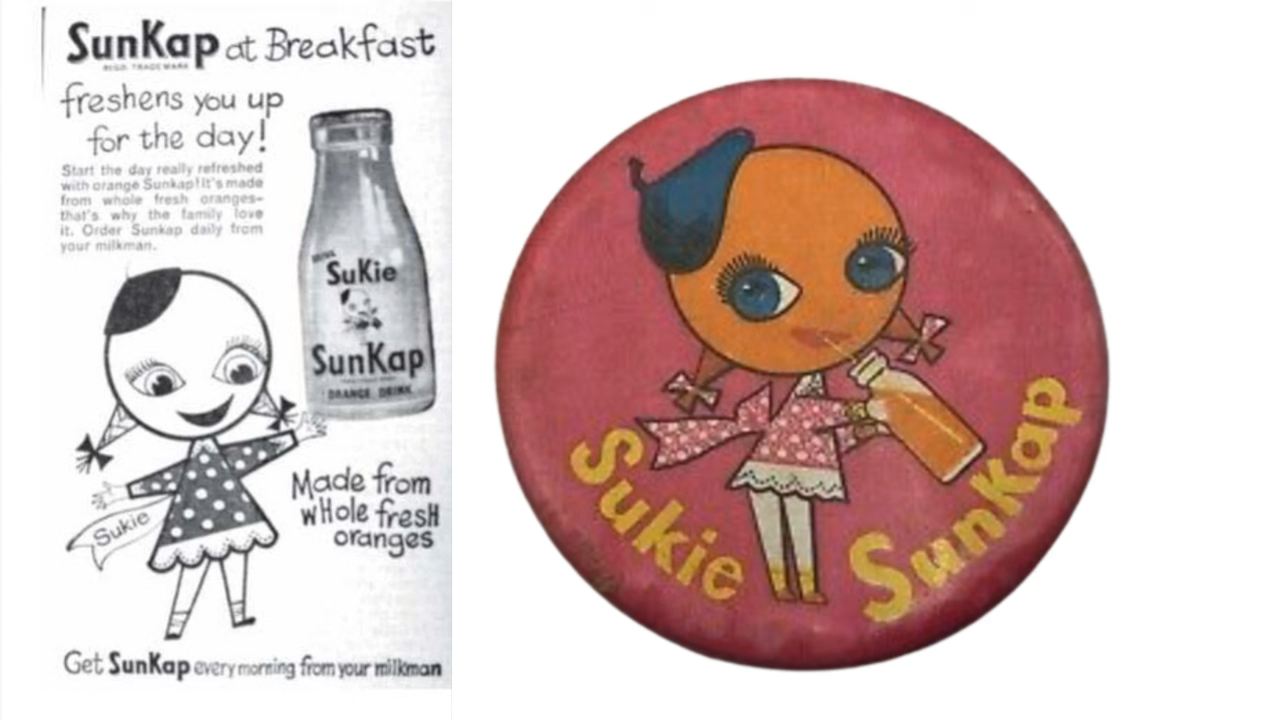 SunKap at Breakfast
REGD. TRADE MARK
freshens you up
for the day!
Start the day really refreshed
with orange Sunkap! It's made
from whole fresh oranges–
that's why the family love
it. Order Sunkap daily from
your milkman.
DRINK
SuKie
SunKap
ORANGE DRINK
Sukie
Made from
wHole fresH
oranges
Get SunKap every morning from your milkman
Sukie
SunKap